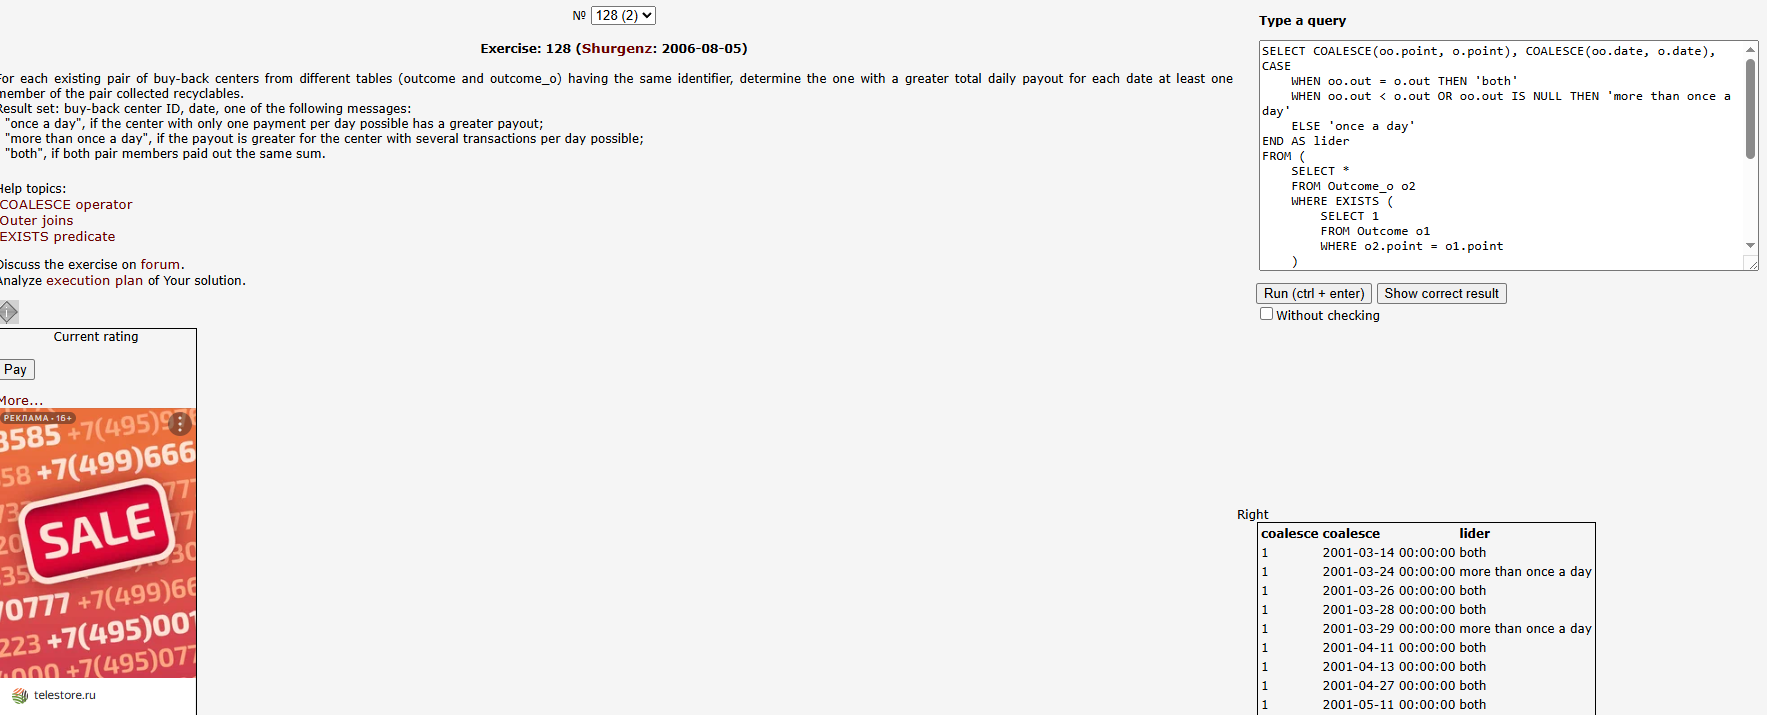 № 128 (2)
Exercise: 128 (Shurgenz: 2006-08-05)
For each existing pair of buy-back centers from different tables (outcome and outcome_o) having the same identifier, determine the one with a greater total daily payout for each date at least one
member of the pair collected recyclables.
Result set: buy-back center ID, date, one of the following messages:
"once a day", if the center with only one payment per day possible has a greater payout;
"more than once a day", if the payout is greater for the center with several transactions per day possible;
"both", if both pair members paid out the same sum.
Help topics:
COALESCE operator
Outer joins
EXISTS predicate
Discuss the exercise on forum.
Analyze execution plan of Your solution.
Current rating
Pay
More...
РЕКЛАМА • 16+
3585 +7(495)9
58 +7(499)666
777
SALE
20
30
353
70777 +7(499)66
223 +7(495)001
4000 +7(495)077
telestore.ru
Type a query
SELECT COALESCE(oo.point, o.point), COALESCE(oo.date, o.date),
CASE
WHEN oo.out = o.out THEN 'both'
WHEN oo.out < o.out OR oo.out IS NULL THEN 'more than once a
day'
ELSE 'once a day'
END AS lider
FROM (
SELECT *
FROM Outcome_o o2
WHERE EXISTS (
SELECT 1
FROM Outcome o1
WHERE o2.point = o1.point
)
Run (ctrl + enter) Show correct result
Without checking
Right
coalesce coalesce lider
1 2001-03-14 00:00:00 both
1 2001-03-24 00:00:00 more than once a day
1 2001-03-26 00:00:00 both
1 2001-03-28 00:00:00 both
1 2001-03-29 00:00:00 more than once a day
1 2001-04-11 00:00:00 both
1 2001-04-13 00:00:00 both
1 2001-04-27 00:00:00 both
1 2001-05-11 00:00:00 both